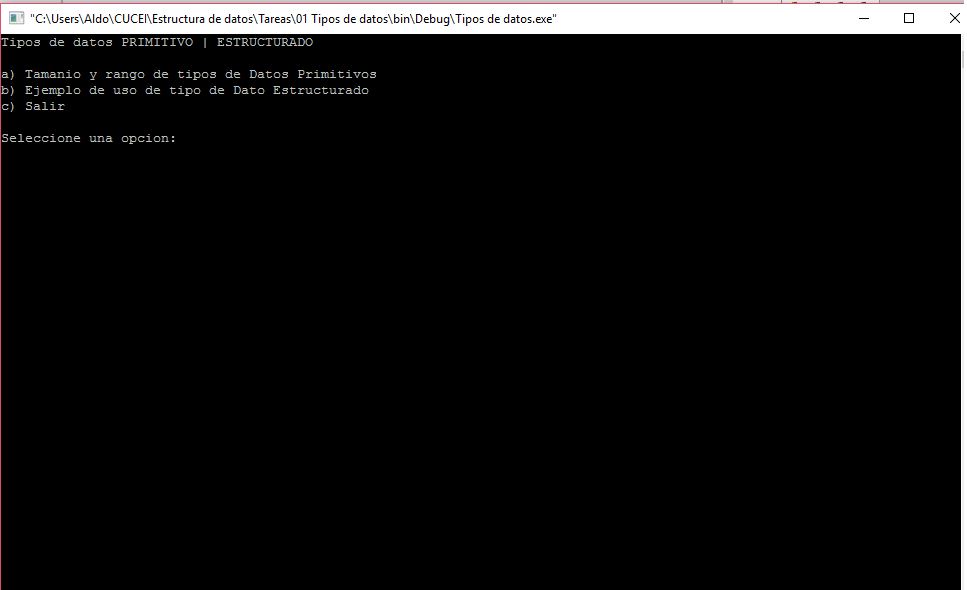 "C:\Users\Aldo\CUCEI\Estructura de datos\Tareas\01 Tipos de datos\bin\Debug\Tipos de datos.exe"
Tipos de datos PRIMITIVO | ESTRUCTURADO
a) Tamanio y rango de tipos de Datos Primitivos
b) Ejemplo de uso de tipo de Dato Estructurado
c) Salir
Seleccione una opcion: